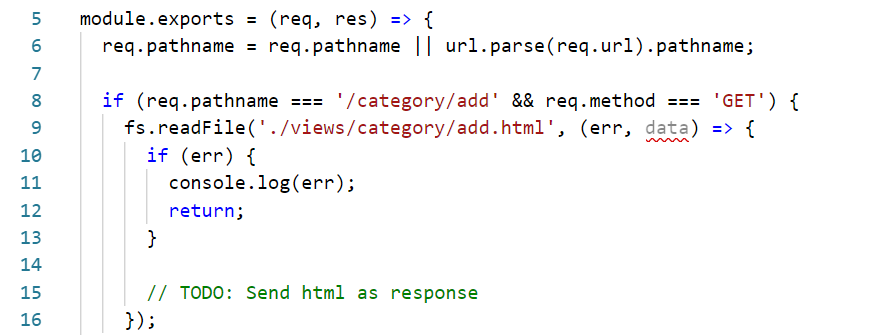 5 module.exports = (req, res) => {
6 req.pathname = req.pathname || url.parse(req.url).pathname;
7
8 if (req.pathname === '/category/add' && req.method === 'GET') {
9 fs.readFile('./views/category/add.html', (err, data) => {
10 if (err) {
11 console.log(err);
12 return;
13 }
14
15 // TODO: Send html as response
16 });